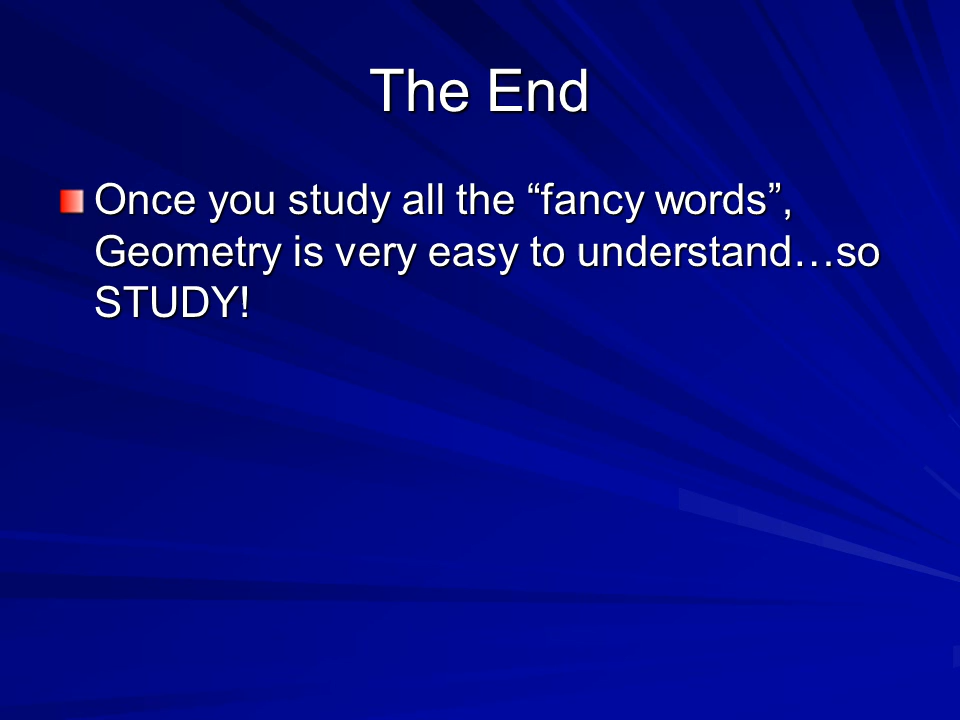 The End
Once you study all the “fancy words”,
Geometry is very easy to understand…so
STUDY!